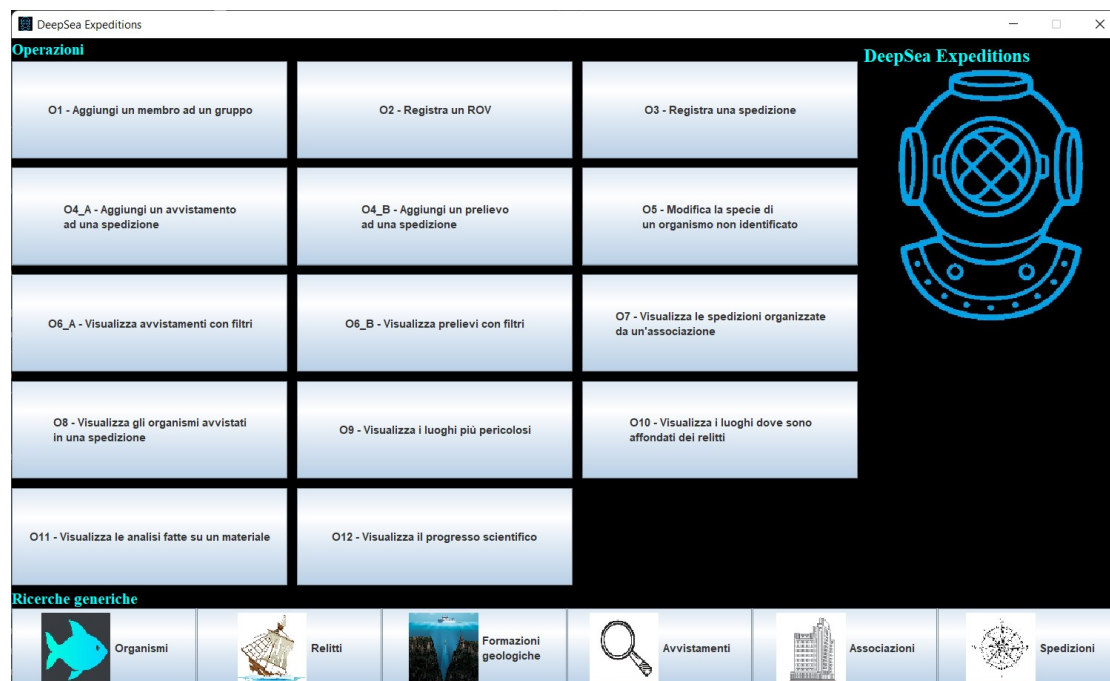 DeepSea Expeditions
Operazioni
DeepSea Expeditions
O1 - Aggiungi un membro ad un gruppo
O2 - Registra un ROV
O3 - Registra una spedizione
O4_A - Aggiungi un avvistamento
ad una spedizione
O4_B - Aggiungi un prelievo
ad una spedizione
O5 - Modifica la specie di
un organismo non identificato
O6_A - Visualizza avvistamenti con filtri
O6_B - Visualizza prelievi con filtri
O7 - Visualizza le spedizioni organizzate
da un'associazione
O8 - Visualizza gli organismi avvistati
in una spedizione
O9 - Visualizza i luoghi più pericolosi
O10 - Visualizza i luoghi dove sono
affondati dei relitti
O11 - Visualizza le analisi fatte su un materiale
O12 - Visualizza il progresso scientifico
Ricerche generiche
Organismi
Relitti
Formazioni
geologiche
Avvistamenti
Associazioni
Spedizioni